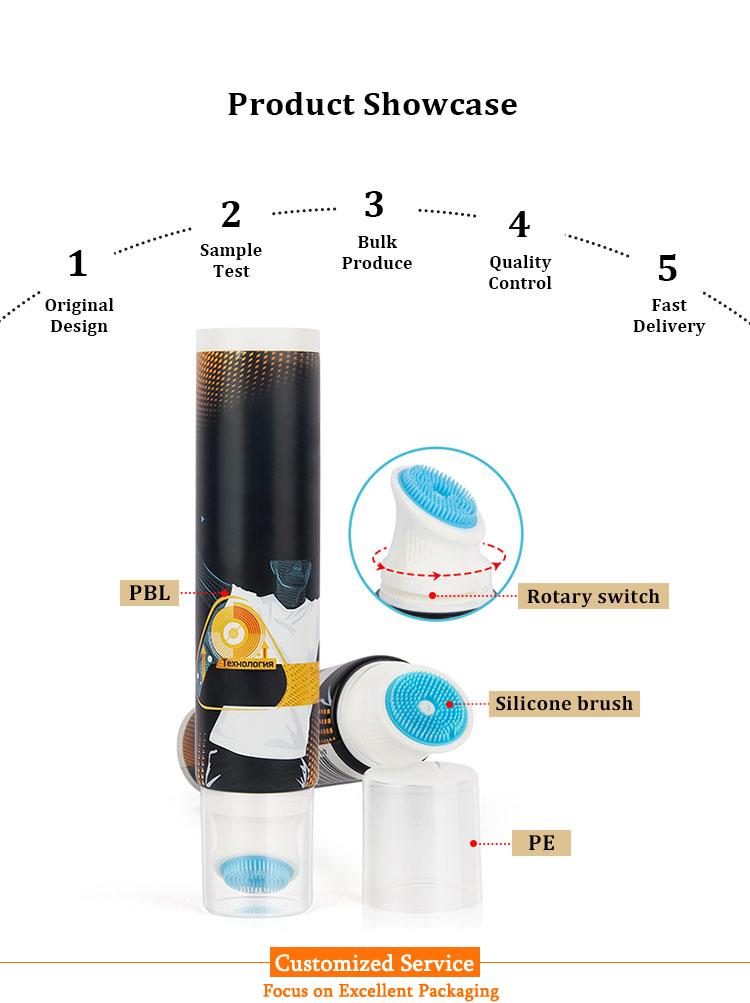 Product Showcase
1
Original
Design
2
Sample
Test
3
Bulk
Produce
4
Quality
Control
5
Fast
Delivery
Rotary switch
PBL
Технология
Silicone brush
PE
Customized Service
Focus on Excellent Packaging